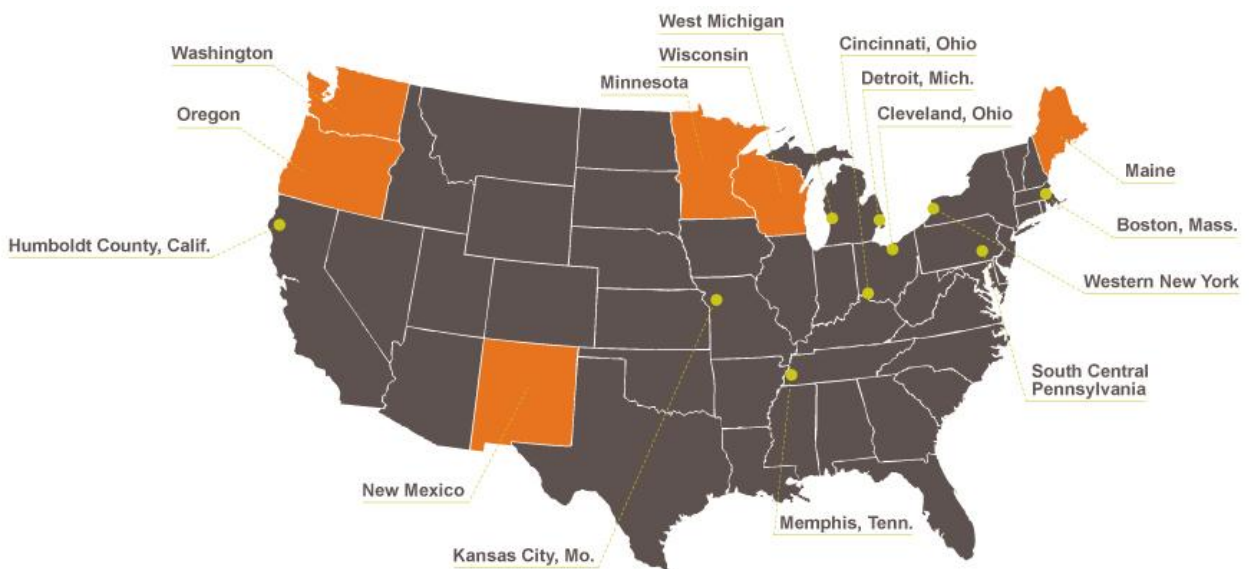 West Michigan
Cincinnati, Ohio
Washington
Wisconsin
Detroit, Mich.
Minnesota
Oregon
Cleveland, Ohio
Maine
Boston, Mass.
Humboldt County, Calif.
Western New York
South Central
Pennsylvania
New Mexico
Memphis, Tenn.
Kansas City, Mo.